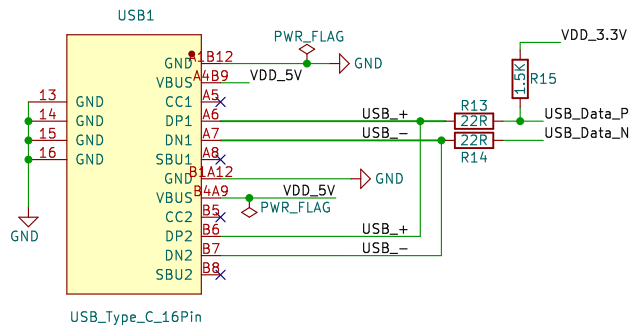 USB1
PWR_FLAG
VDD_3.3V
A1B12
GND
GND
A4B9
VBUS
VDD_5V
1.5K
R15
13
GND
A5
CC1
14
GND
A6
DP1
USB_+
R13
22R
USB_Data_P
15
GND
A7
DN1
USB_-
22R
R14
USB_Data_N
16
GND
A8
SBU1
B1A12
GND
GND
B4A9
VBUS
VDD_5V
PWR_FLAG
B5
CC2
GND
B6
DP2
USB_+
B7
DN2
USB_-
B8
SBU2
USB_Type_C_16Pin